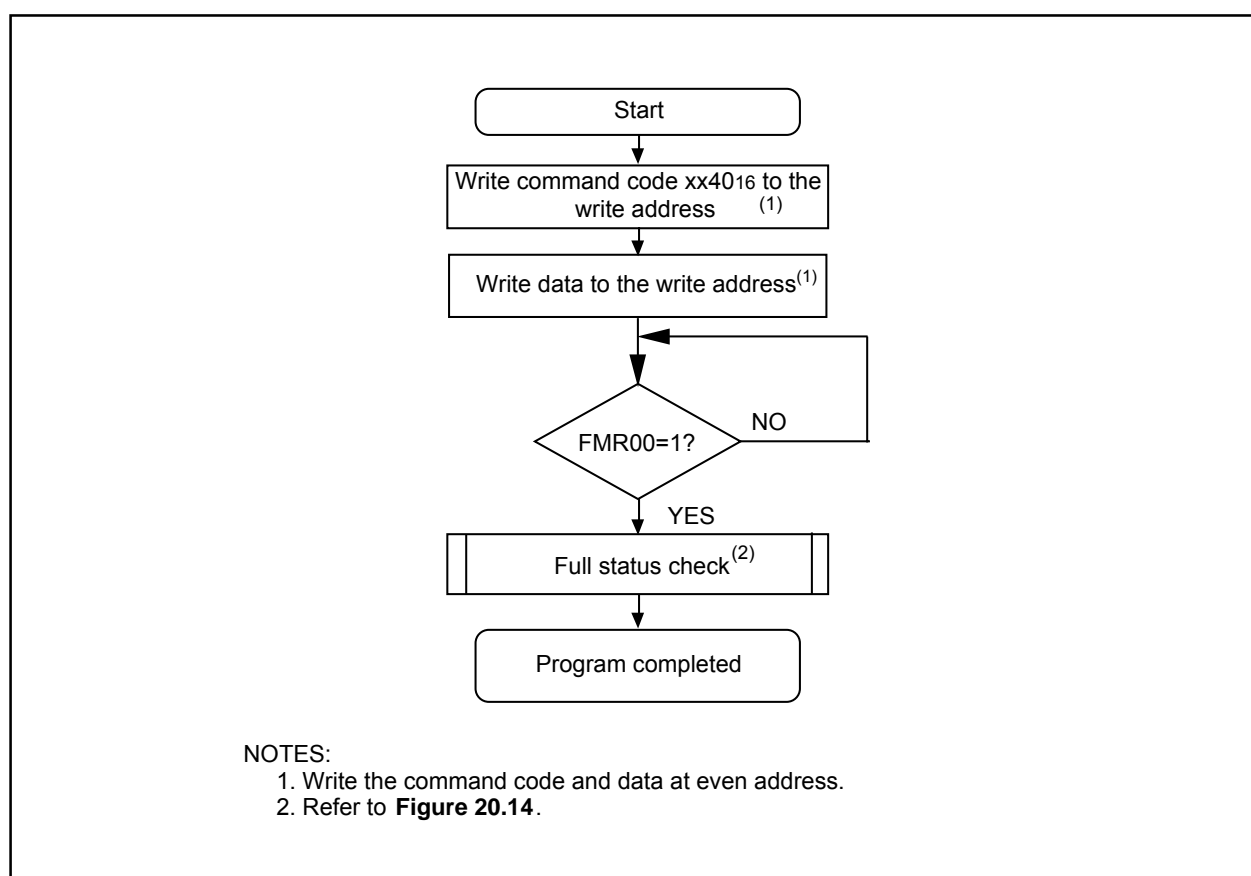 Start
Write command code xx4016 to the
write address (1)
Write data to the write address(1)
FMR00=1?
NO
YES
Full status check(2)
Program completed
NOTES:
1. Write the command code and data at even address.
2. Refer to Figure 20.14.